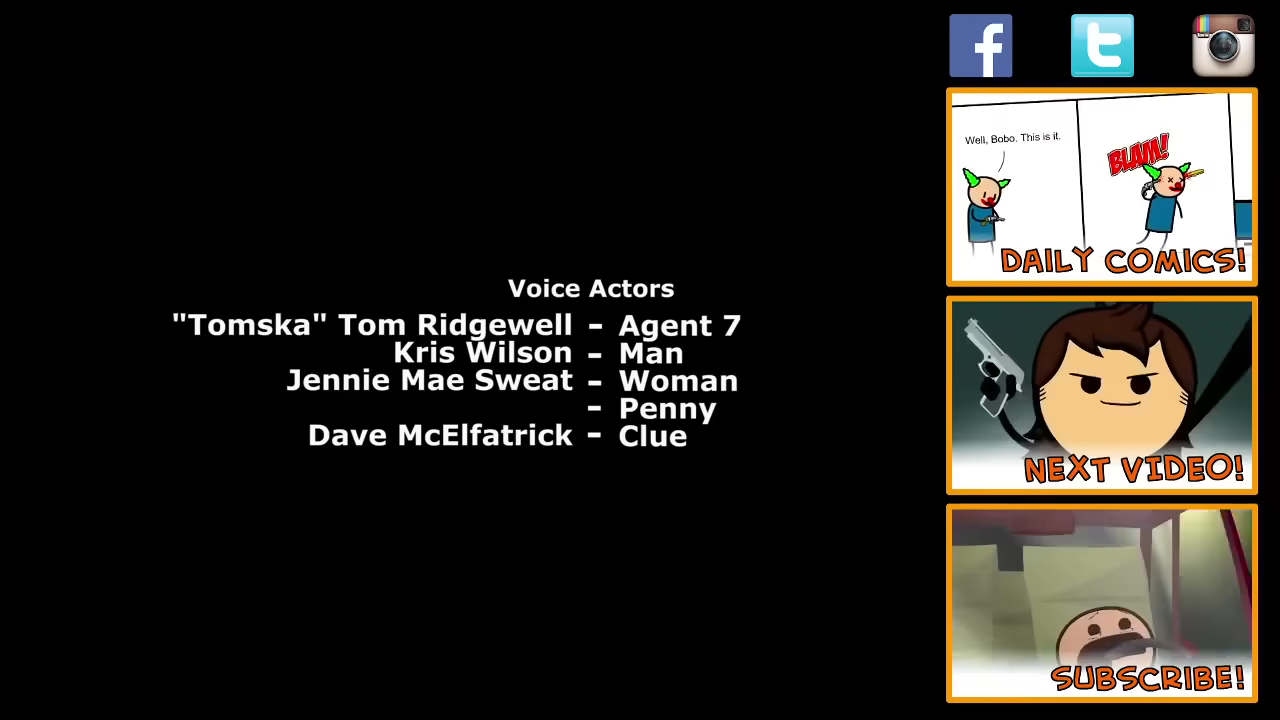 Voice Actors
"Tomska" Tom Ridgewell - Agent 7
Kris Wilson - Man
Jennie Mae Sweat - Woman
- Penny
Dave McElfatrick - Clue
f t
Well, Bobo. This is it.
BLAM!
DAILY COMICS!
NEXT VIDEO!
SUBSCRIBE!